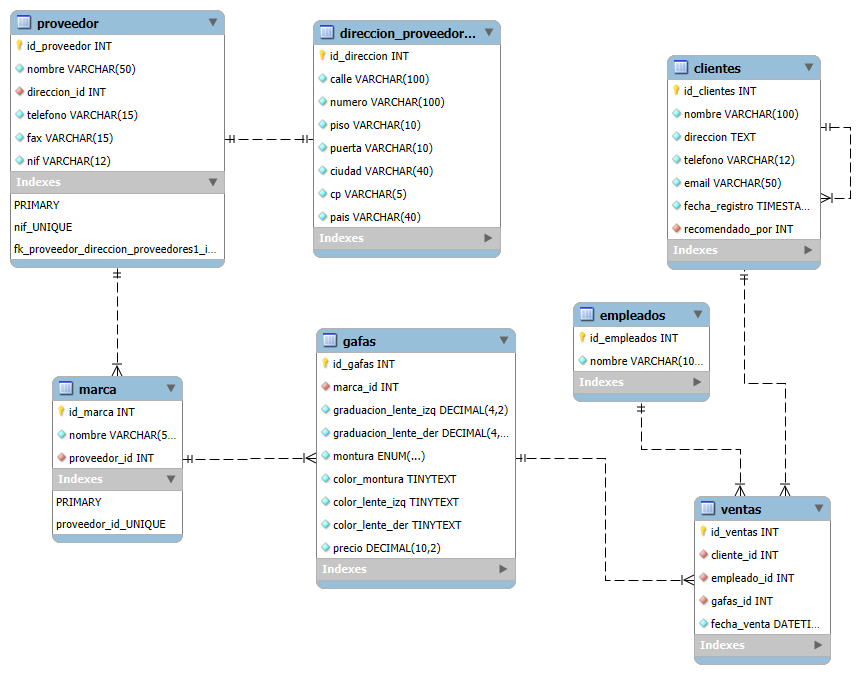 proveedor
id_proveedor INT
nombre VARCHAR(50)
direccion_id INT
telefono VARCHAR(15)
fax VARCHAR(15)
nif VARCHAR(12)
Indexes
PRIMARY
nif_UNIQUE
fk_proveedor_direccion_proveedores1_i...
direccion_proveedor...
id_direccion INT
calle VARCHAR(100)
numero VARCHAR(100)
piso VARCHAR(10)
puerta VARCHAR(10)
ciudad VARCHAR(40)
cp VARCHAR(5)
pais VARCHAR(40)
Indexes
clientes
id_clientes INT
nombre VARCHAR(100)
direccion TEXT
telefono VARCHAR(12)
email VARCHAR(50)
fecha_registro TIMESTA...
recomendado_por INT
Indexes
marca
id_marca INT
nombre VARCHAR(5...
proveedor_id INT
Indexes
PRIMARY
proveedor_id_UNIQUE
gafas
id_gafas INT
marca_id INT
graduacion_lente_izq DECIMAL(4,2)
graduacion_lente_der DECIMAL(4,...
montura ENUM(...)
color_montura TINYTEXT
color_lente_izq TINYTEXT
color_lente_der TINYTEXT
precio DECIMAL(10,2)
Indexes
empleados
id_empleados INT
nombre VARCHAR(10...
Indexes
ventas
id_ventas INT
cliente_id INT
empleado_id INT
gafas_id INT
fecha_venta DATETI...
Indexes